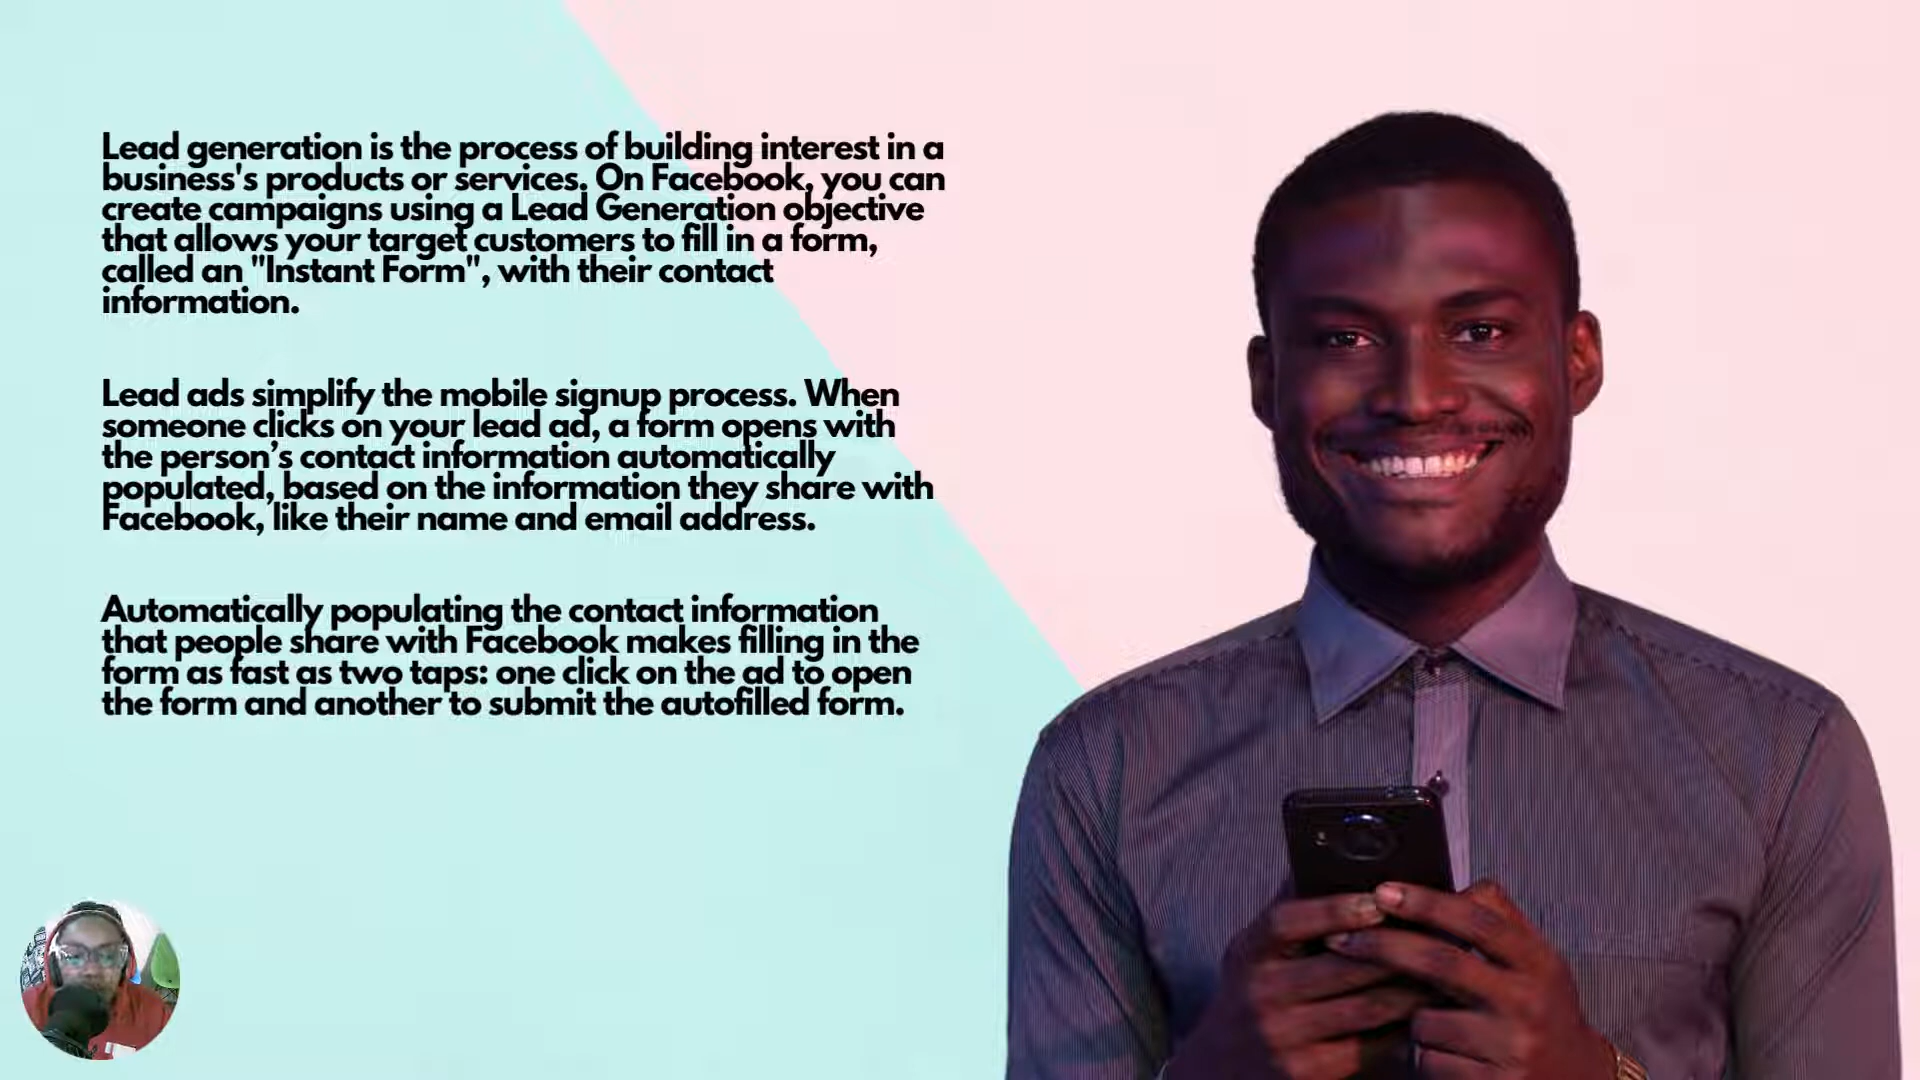 Lead generation is the process of building interest in a
business's products or services. On Facebook, you can
create campaigns using a Lead Generation objective
that allows your target customers to fill in a form,
called an "Instant Form", with their contact
information.
Lead ads simplify the mobile signup process. When
someone clicks on your lead ad, a form opens with
the person’s contact information automatically
populated, based on the information they share with
Facebook, like their name and email address.
Automatically populating the contact information
that people share with Facebook makes filling in the
form as fast as two taps: one click on the ad to open
the form and another to submit the autofilled form.